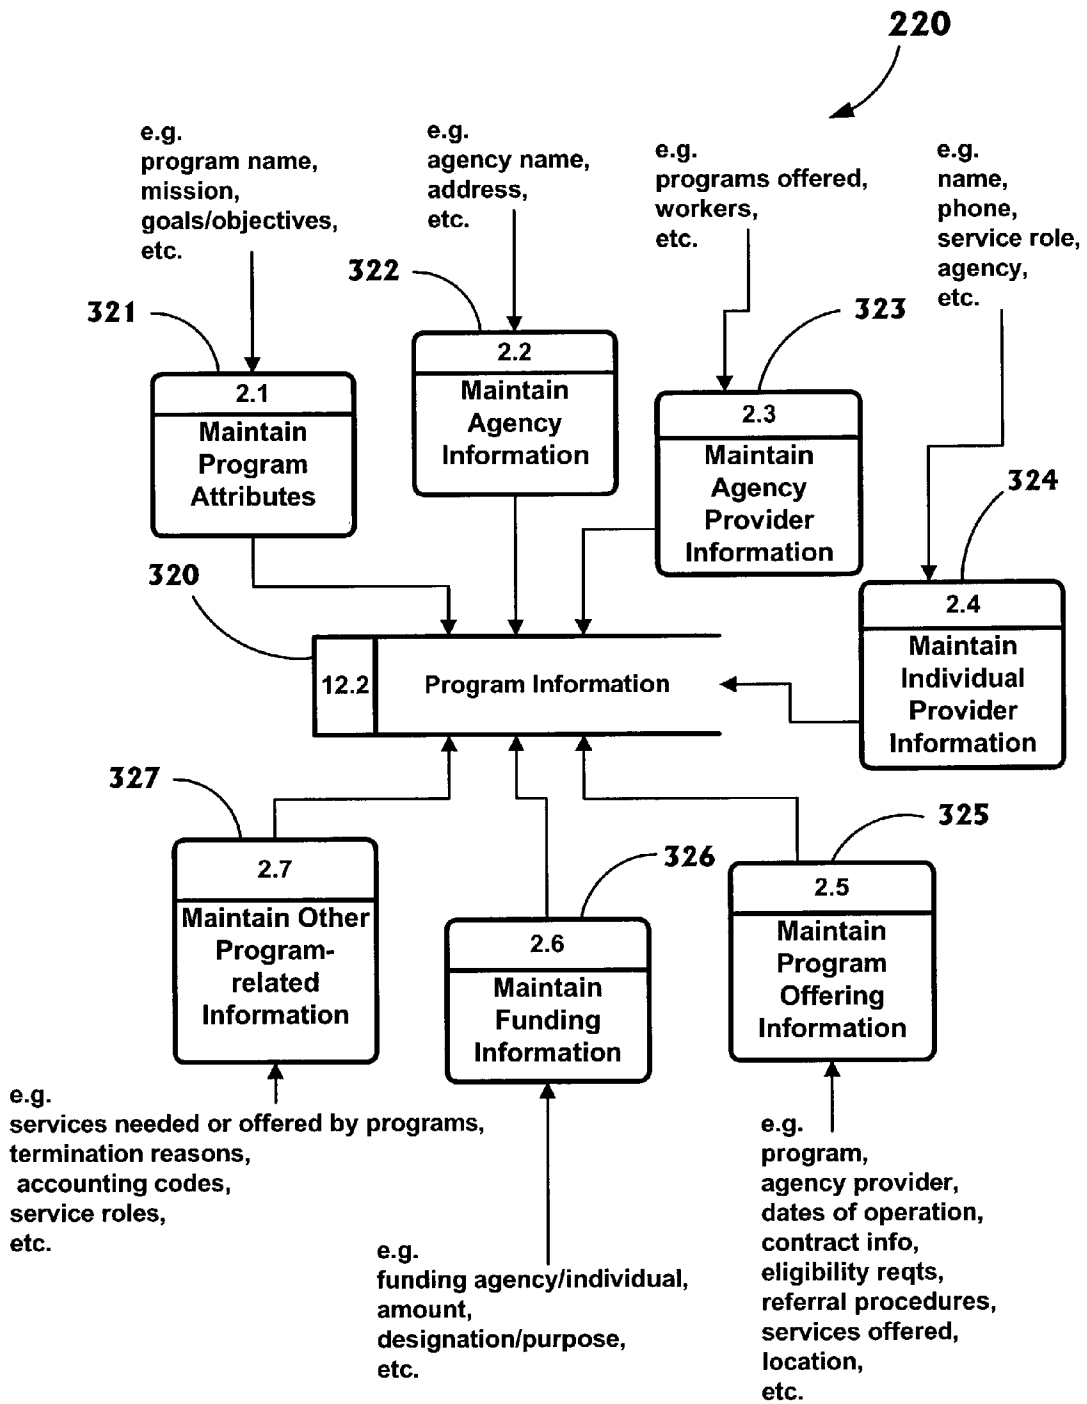 220
e.g.
program name,
mission,
goals/objectives,
etc.
e.g.
agency name,
address,
etc.
e.g.
programs offered,
workers,
etc.
e.g.
name,
phone,
service role,
agency,
etc.
321
322
323
324
2.1
Maintain
Program
Attributes
2.2
Maintain
Agency
Information
2.3
Maintain
Agency
Provider
Information
2.4
Maintain
Individual
Provider
Information
320
12.2
Program Information
327
326
325
2.7
Maintain Other
Program-
related
Information
2.6
Maintain
Funding
Information
2.5
Maintain
Program
Offering
Information
e.g.
services needed or offered by programs,
termination reasons,
accounting codes,
service roles,
etc.
e.g.
funding agency/individual,
amount,
designation/purpose,
etc.
e.g.
program,
agency provider,
dates of operation,
contract info,
eligibility reqts,
referral procedures,
services offered,
location,
etc.